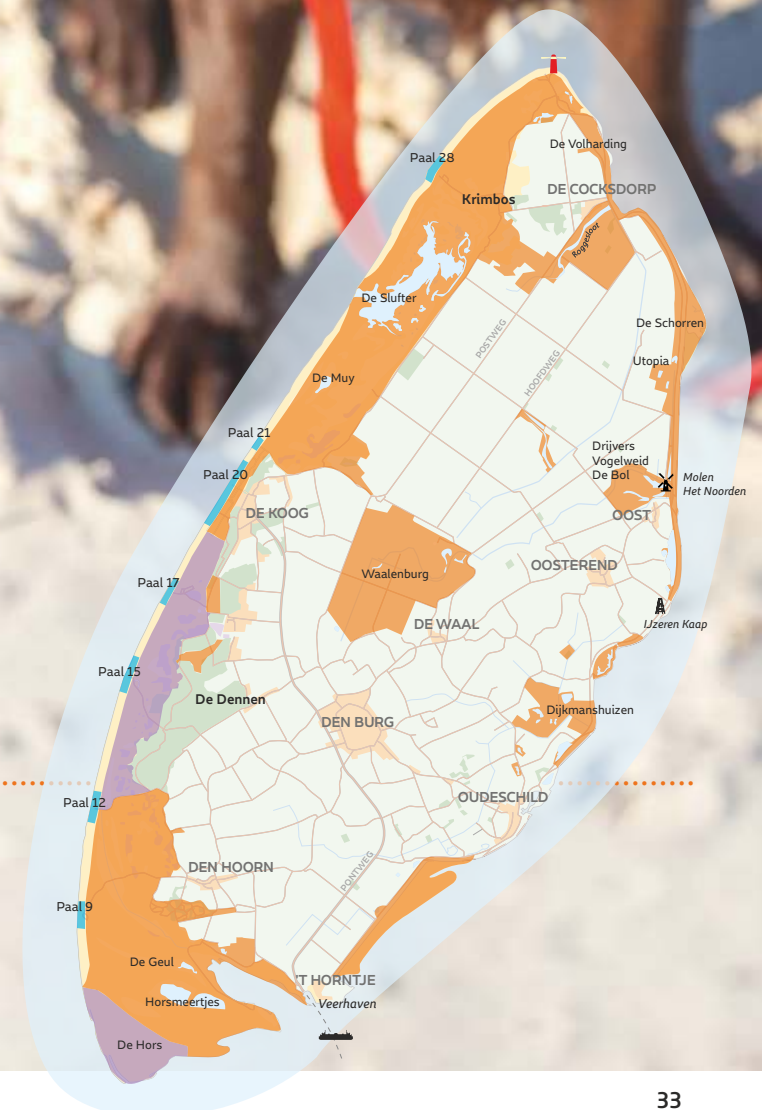 Paal 28
De Volharding
DE COCKSDORP
Krimbos
Roggesloot
De Slufter
De Schorren
POSTWEG
Utopia
HOOFDWEG
De Muy
Paal 21
Drijvers
Vogelweid
De Bol
Paal 20
Molen
Het Noorden
DE KOOG
OOST
OOSTEREND
Waalenburg
Paal 17
DE WAAL
IJzeren Kaap
Paal 15
De Dennen
Dijkmanshuizen
DEN BURG
Paal 12
OUDESCHILD
DEN HOORN
PONTWEG
Paal 9
De Geul
'T HORNTJE
Horsmeertjes
Veerhaven
De Hors
33